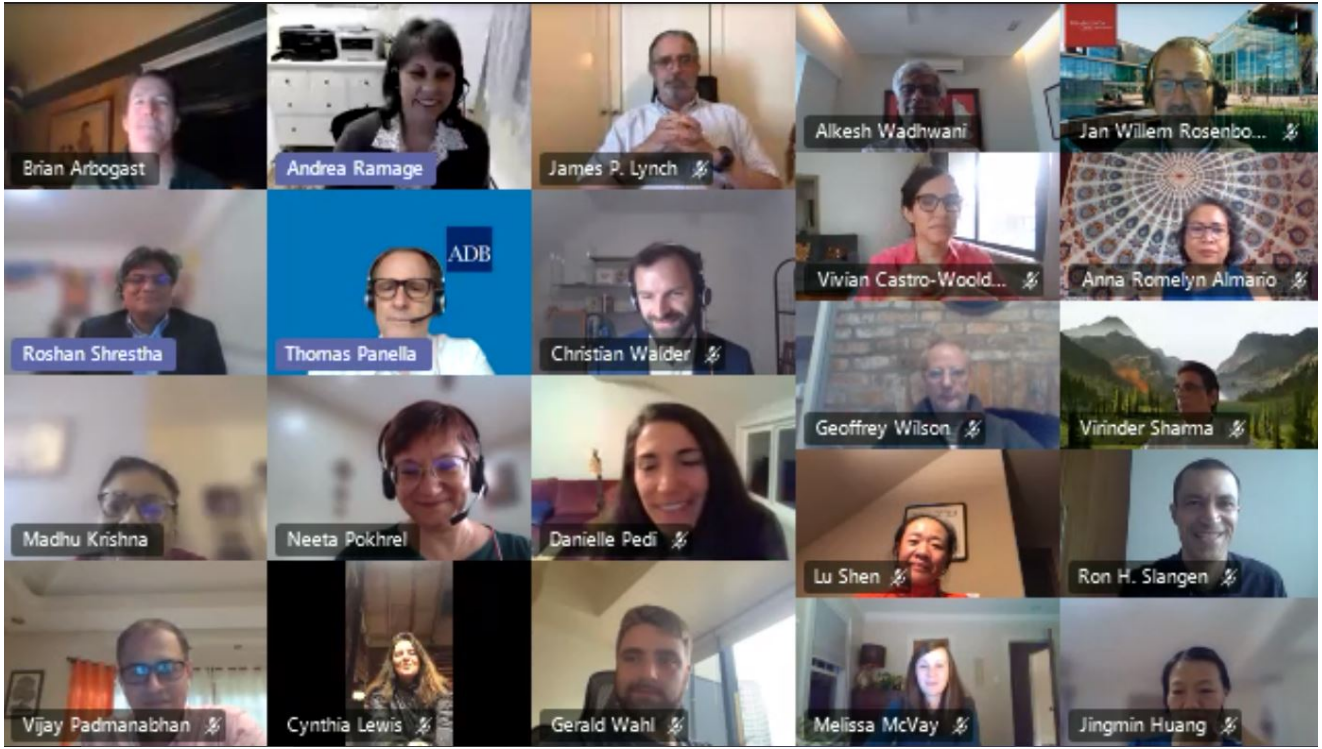 Brian Arbogast
Andrea Ramage
James P. Lynch
Alkesh Wadhwani
Jan Willem Rosenbo...
ADB
Vivian Castro-Woold...
Anna Romelyn Almario
Roshan Shrestha
Thomas Panella
Christian Walder
Geoffrey Wilson
Virinder Sharma
Madhu Krishna
Neeta Pokhrel
Danielle Pedi
Lu Shen
Ron H. Slangen
Vijay Padmanabhan
Cynthia Lewis
Gerald Wahl
Melissa McVay
Jingmin Huang